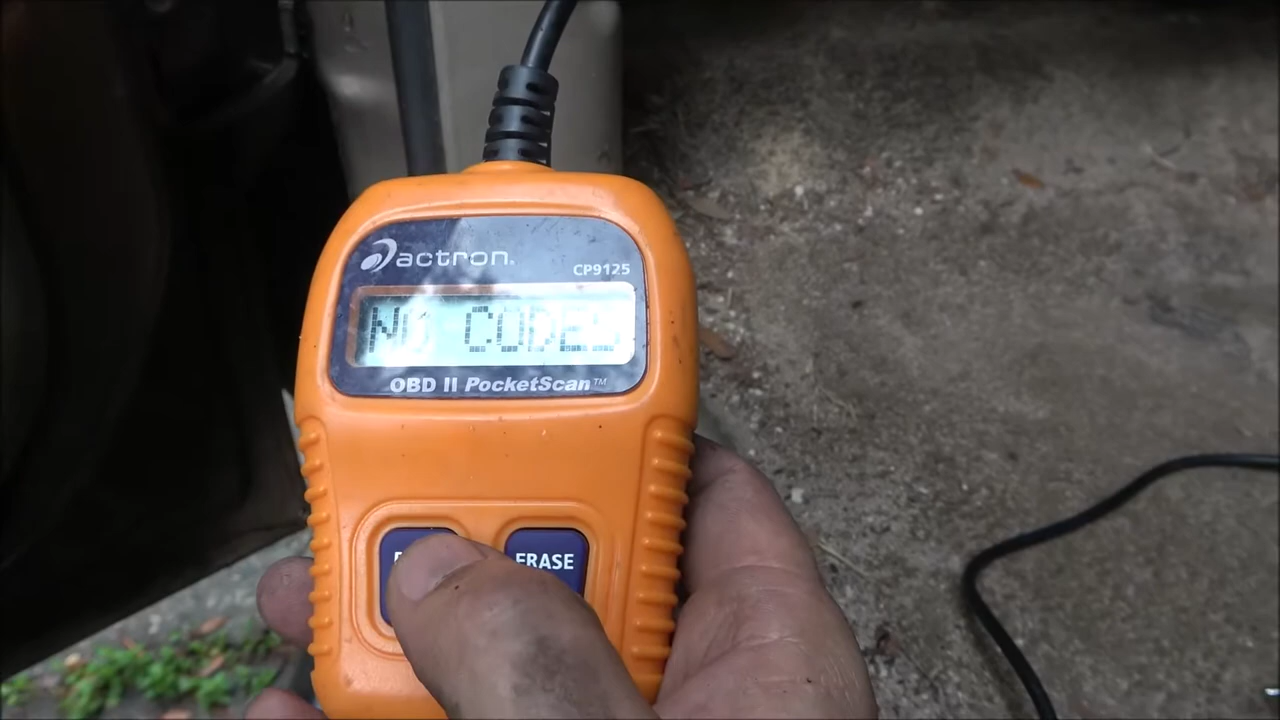 actron.
CP9125
NO CODES
OBD II PocketScan™
ERASE